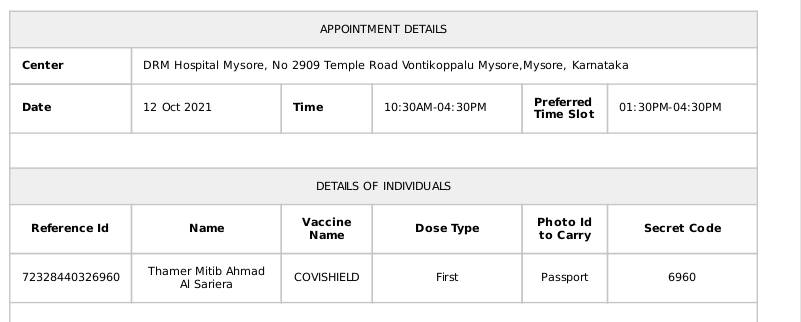 APPOINTMENT DETAILS
Center DRM Hospital Mysore, No 2909 Temple Road Vontikoppalu Mysore,Mysore, Karnataka
Date 12 Oct 2021 Time 10:30AM-04:30PM Preferred Time Slot 01:30PM-04:30PM
DETAILS OF INDIVIDUALS
Reference Id Name Vaccine Name Dose Type Photo Id to Carry Secret Code
72328440326960 Thamer Mitib Ahmad Al Sariera COVISHIELD First Passport 6960